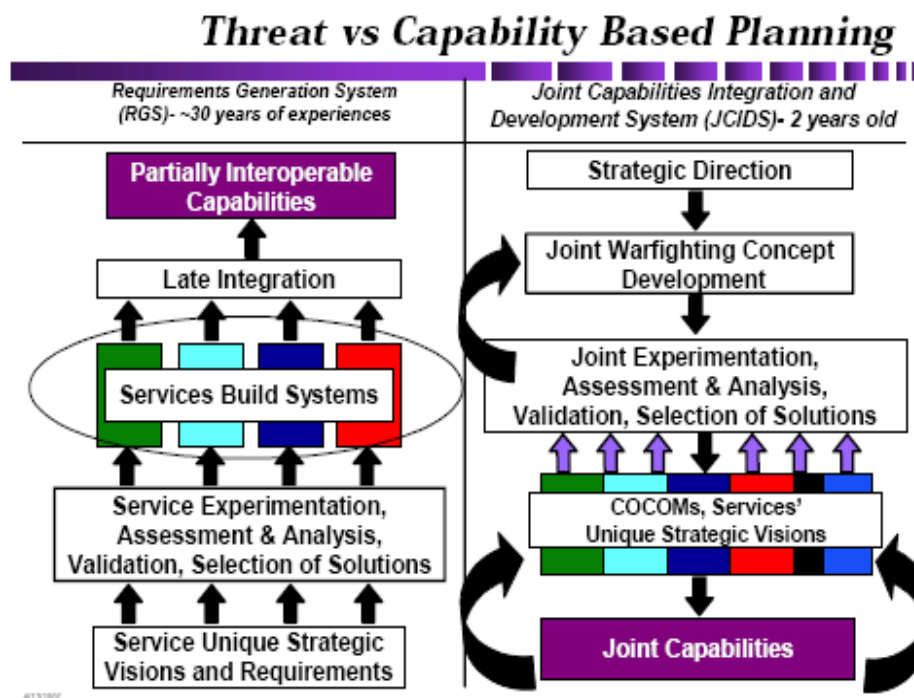 Threat vs Capability Based Planning
Requirements Generation System
(RGS)- ~30 years of experiences
Partially Interoperable
Capabilities
Late Integration
Services Build Systems
Service Experimentation,
Assessment & Analysis,
Validation, Selection of Solutions
Service Unique Strategic
Visions and Requirements
Joint Capabilities Integration and
Development System (JCIDS)- 2 years old
Strategic Direction
Joint Warfighting Concept
Development
Joint Experimentation,
Assessment & Analysis,
Validation, Selection of Solutions
COCOMs, Services'
Unique Strategic Visions
Joint Capabilities